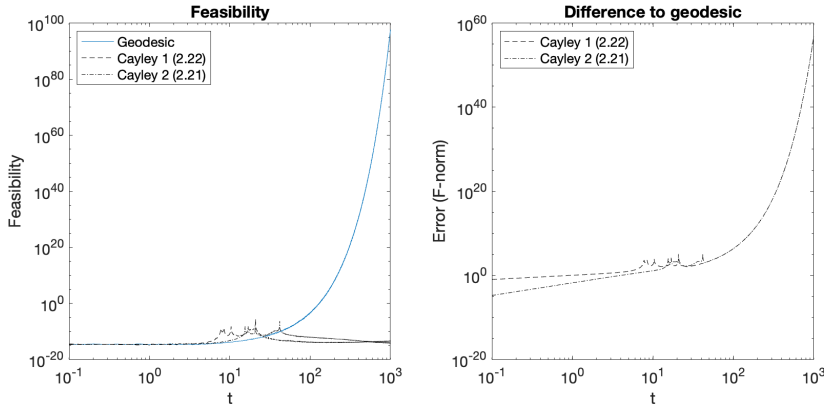 Feasibility
10^100
10^80
10^60
10^40
10^20
10^0
10^-20
Feasibility
Geodesic
Cayley 1 (2.22)
Cayley 2 (2.21)
10^-1
10^0
10^1
10^2
10^3
t
Difference to geodesic
10^60
10^40
10^20
10^0
10^-20
Error (F-norm)
Cayley 1 (2.22)
Cayley 2 (2.21)
10^-1
10^0
10^1
10^2
10^3
t